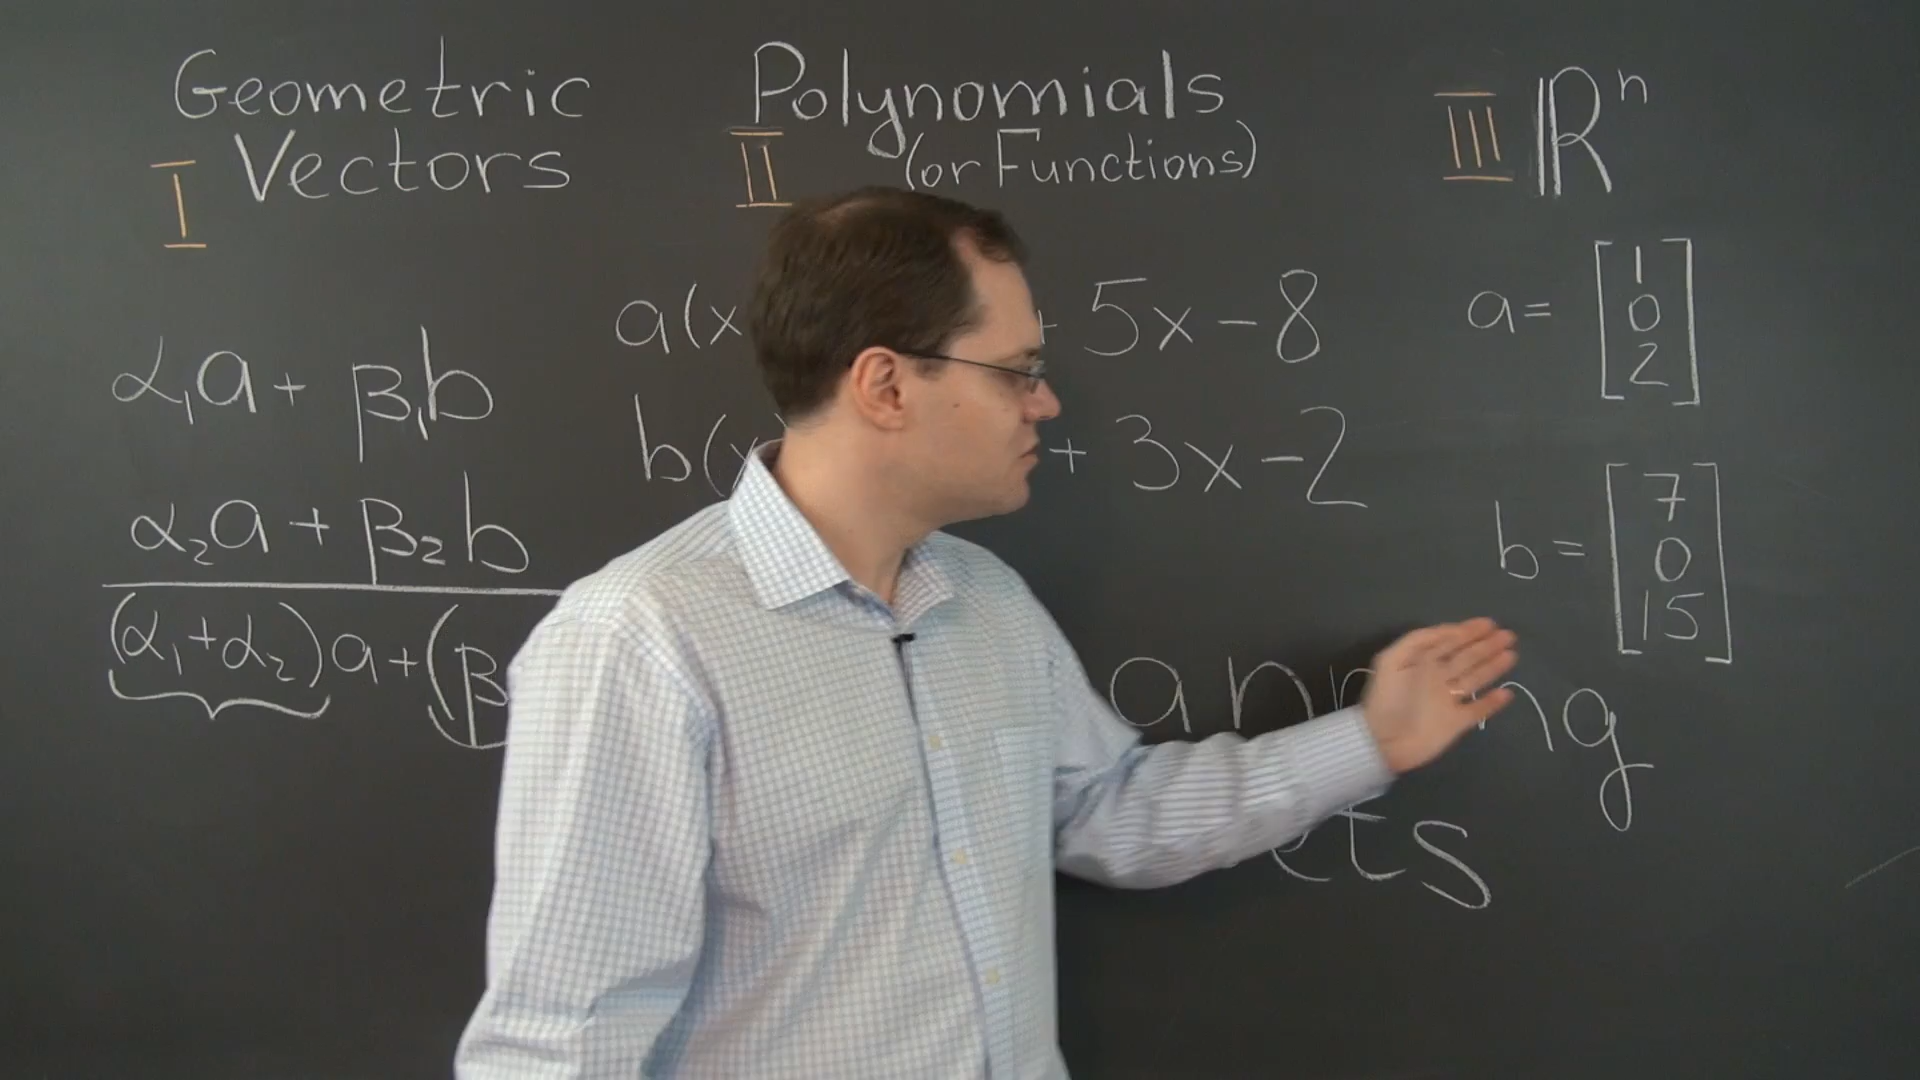 Geometric
I Vectors
α₁a + β₁b
α₂a + β₂b
(α₁+α₂)a+(β
Polynomials
II (or Functions)
a(x + 5x - 8
b(x) + 3x - 2
III ℝⁿ
a = [1 0 2]
b = [7 0 15]